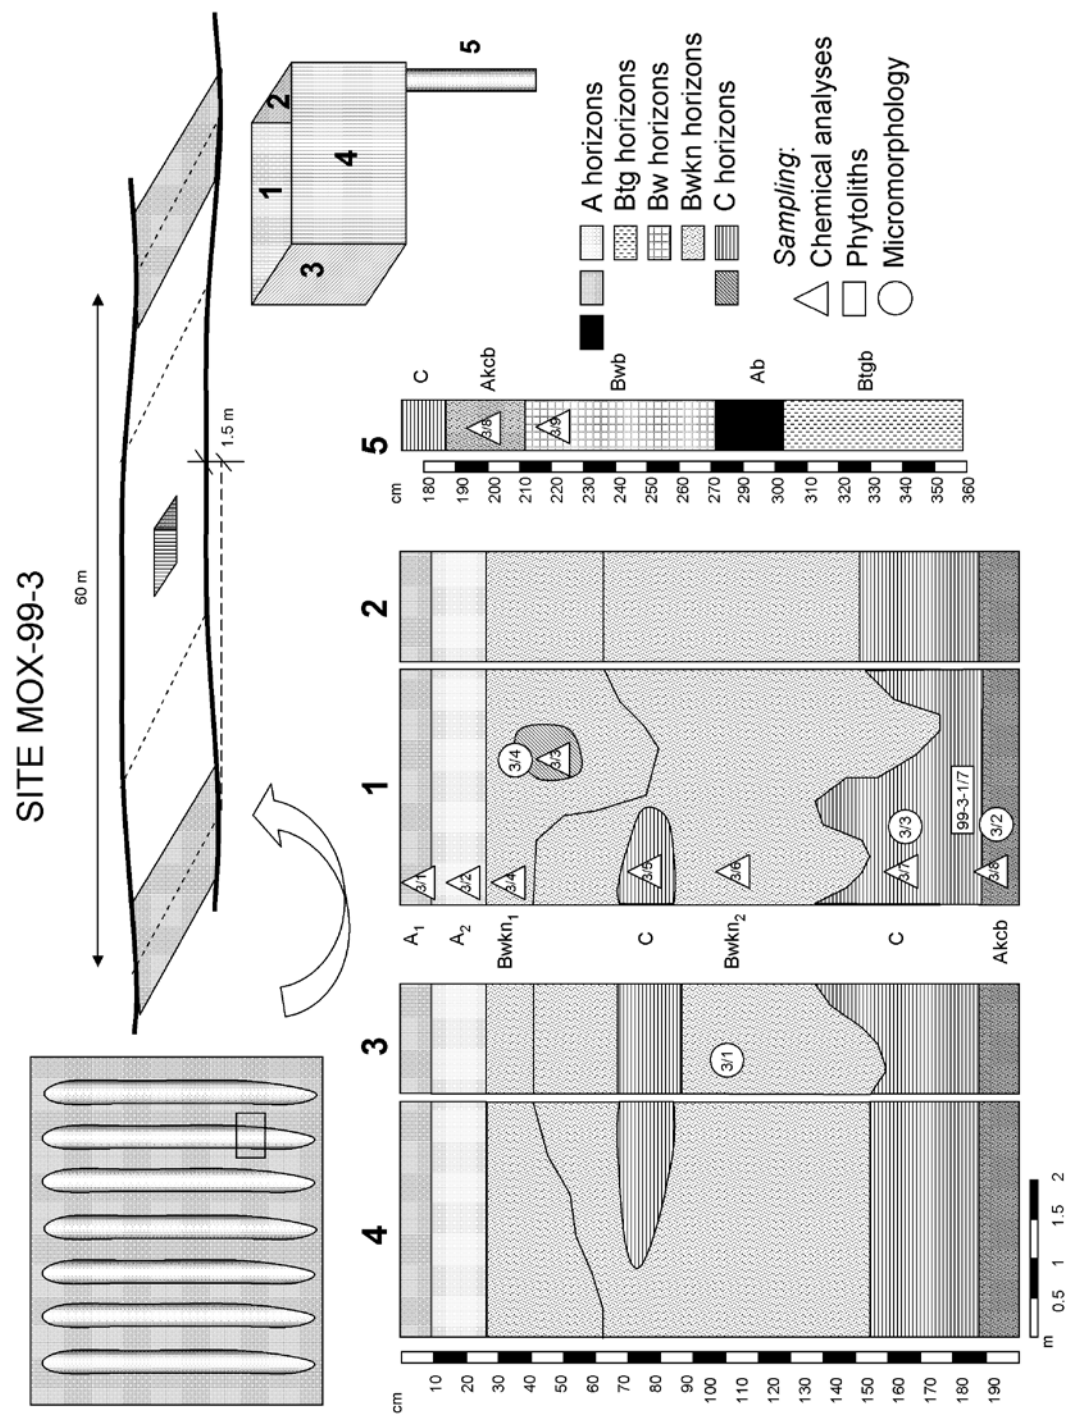 SITE MOX-99-3
60 m
1.5 m
1
2
3
4
5
A horizons
Btg horizons
Bw horizons
Bwkn horizons
C horizons
Sampling:
Chemical analyses
Phytoliths
Micromorphology
4
3
1
2
5
A1
A2
Bwkn1
C
Bwkn2
C
Akcb
3/1
3/2
3/4
3/5
3/6
3/7
3/8
3/3
3/4
3/3
3/2
3/1
99-3-1/7
C
Akcb
Bwb
Ab
Btgb
3/8
3/9
cm
10
20
30
40
50
60
70
80
90
100
110
120
130
140
150
160
170
180
190
m
0.5
1
1.5
2
cm
180
190
200
210
220
230
240
250
260
270
280
290
300
310
320
330
340
350
360